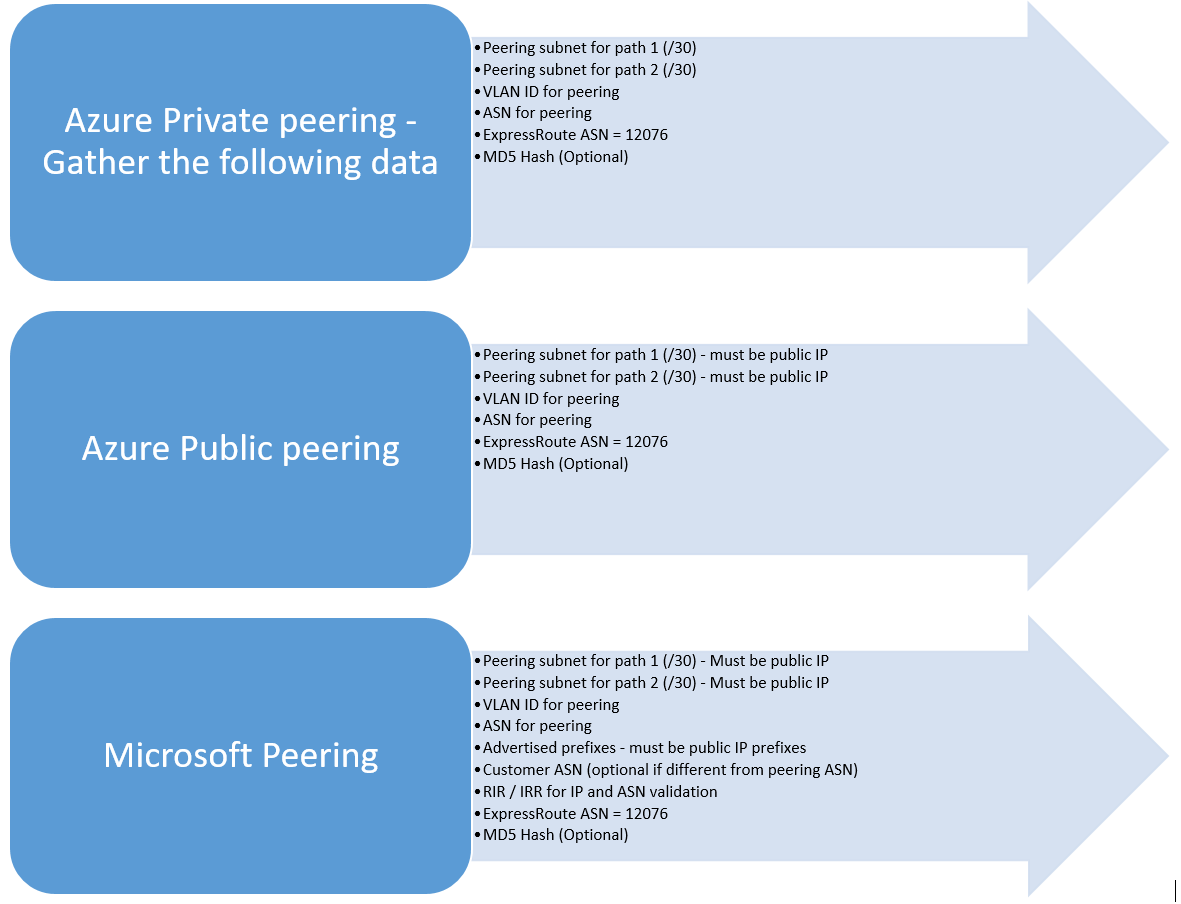 Azure Private peering -
Gather the following data
•Peering subnet for path 1 (/30)
•Peering subnet for path 2 (/30)
•VLAN ID for peering
•ASN for peering
•ExpressRoute ASN = 12076
•MD5 Hash (Optional)
Azure Public peering
•Peering subnet for path 1 (/30) - must be public IP
•Peering subnet for path 2 (/30) - must be public IP
•VLAN ID for peering
•ASN for peering
•ExpressRoute ASN = 12076
•MD5 Hash (Optional)
Microsoft Peering
•Peering subnet for path 1 (/30) - Must be public IP
•Peering subnet for path 2 (/30) - Must be public IP
•VLAN ID for peering
•ASN for peering
•Advertised prefixes - must be public IP prefixes
•Customer ASN (optional if different from peering ASN)
•RIR / IRR for IP and ASN validation
•ExpressRoute ASN = 12076
•MD5 Hash (Optional)